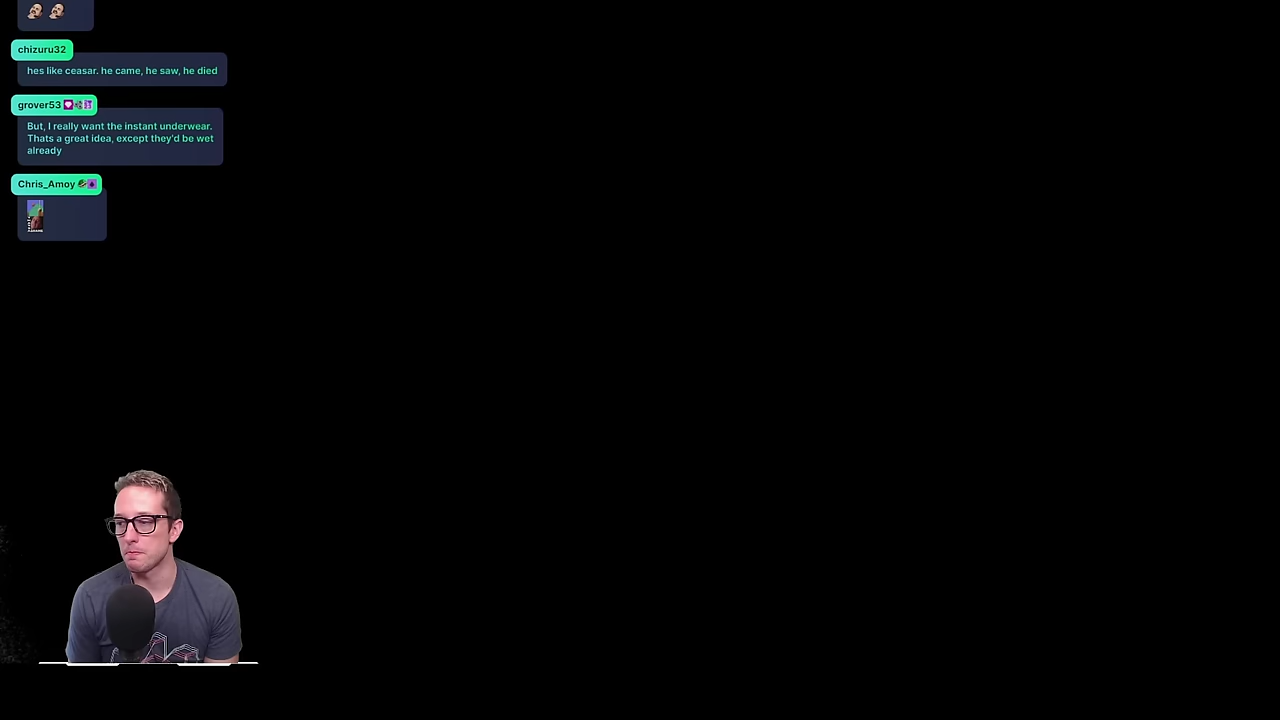 chizuru32
hes like ceasar. he came, he saw, he died
grover53
But, I really want the instant underwear.
Thats a great idea, except they'd be wet
already
Chris_Amoy